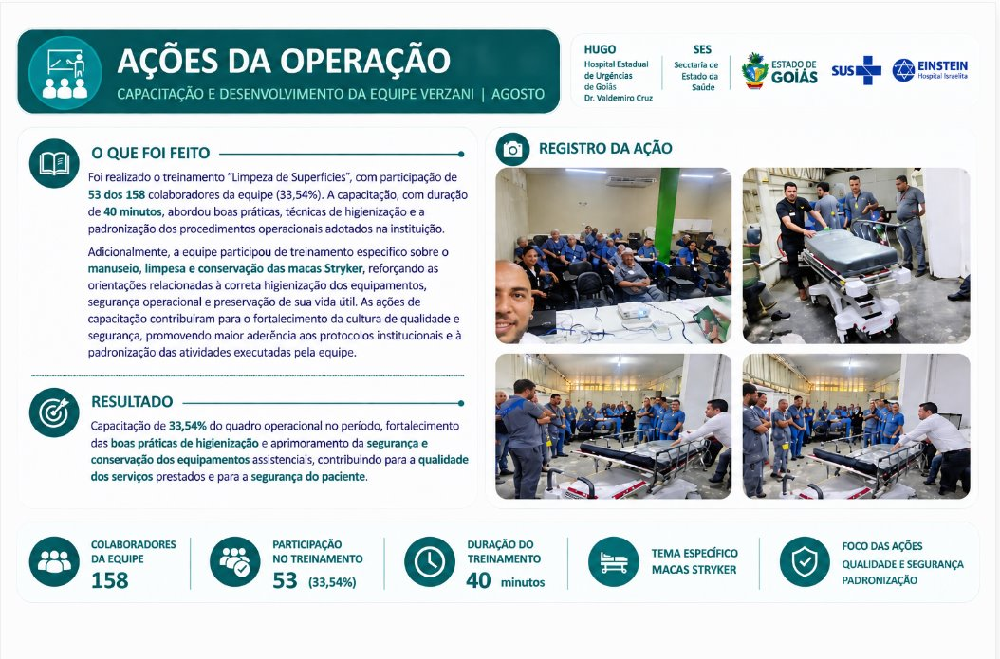 AÇÕES DA OPERAÇÃO
CAPACITAÇÃO E DESENVOLVIMENTO DA EQUIPE VERZANI | AGOSTO
HUGO
Hospital Estadual
de Urgências
de Goiás
Dr. Valdemiro Cruz
SES
Secctaria de
Estado da
Saúde
ESTADO DE
GOIÁS
SUS
EINSTEIN
Hospital Israelita
O QUE FOI FEITO
Foi realizado o treinamento "Limpeza de Superfícies", com participação de
53 dos 158 colaboradores da equipe (33,54%). A capacitação, com duração
de 40 minutos, abordou boas práticas, técnicas de higienização e a
padronização dos procedimentos operacionais adotados na instituição.
Adicionalmente, a equipe participou de treinamento especifico sobre o
manuseio, limpesa e conservação das macas Stryker, reforçando as
orientações relacionadas à correta higienização dos equipamentos,
segurança operacional e preservação de sua vida útil. As ações de
capacitação contribuiram para o fortalecimento da cultura de qualidade e
segurança, promovendo maior aderência aos protocolos institucionais e à
padronização das atividades executadas pela equipe.
RESULTADO
Capacitação de 33,54% do quadro operacional no período, fortalecimento
das boas práticas de higienização e aprimoramento da segurança e
conservação dos equipamentos assistenciais, contribuindo para a qualidade
dos serviços prestados e para a segurança do paciente.
REGISTRO DA AÇÃO
COLABORADORES
DA EQUIPE
158
PARTICIPAÇÃO
NO TREINAMENTO
53 (33,54%)
DURAÇÃO DO
TREINAMENTO
40 minutos
TEMA ESPECÍFICO
MACAS STRYKER
FOCO DAS AÇÕES
QUALIDADE E SEGURANÇA
PADRONIZAÇÃO